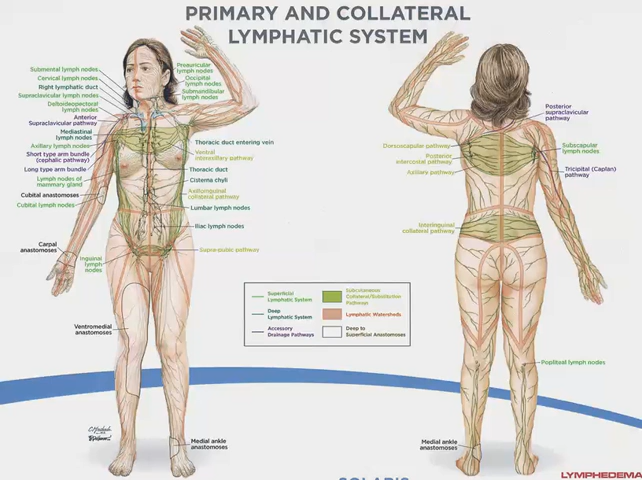 PRIMARY AND COLLATERAL
LYMPHATIC SYSTEM
Submental lymph nodes
Cervical lymph nodes
Right lymphatic duct
Supraclavicular lymph nodes
Deltoideopectoral
lymph nodes
Anterior
Supraclavicular pathway
Mediastinal
lymph nodes
Axillary lymph nodes
Short type arm bundle
(cephalic pathway)
Long type arm bundle
Lymph nodes of
mammary gland
Cubital anastomoses
Cubital lymph nodes
Carpal
anastomoses
Inguinal
lymph
nodes
Ventromedial
anastomoses
Preauricular
lymph nodes
Occipital
lymph nodes
Submandibular
lymph nodes
Thoracic duct entering vein
Ventral
interaxillary pathway
Thoracic duct
Cisterna chyli
Axilloinguinal
collateral pathway
Lumbar lymph nodes
Iliac lymph nodes
Suprapubic pathway
Medial ankle
anastomoses
Superficial
Lymphatic System
Deep
Lymphatic System
Accessory
Drainage Pathways
Subcutaneous
Collateral/Substitution
Pathways
Lymphatic Watersheds
Deep to
Superficial Anastomoses
Dorsoscapular pathway
Posterior
intercostal pathway
Axillary pathway
Interinguinal
collateral pathway
Medial ankle
anastomoses
Posterior
supraclavicular
pathway
Subscapular
lymph nodes
Tricipital (Caplan)
pathway
Popliteal lymph nodes
SOLARIS
LYMPHEDEMA